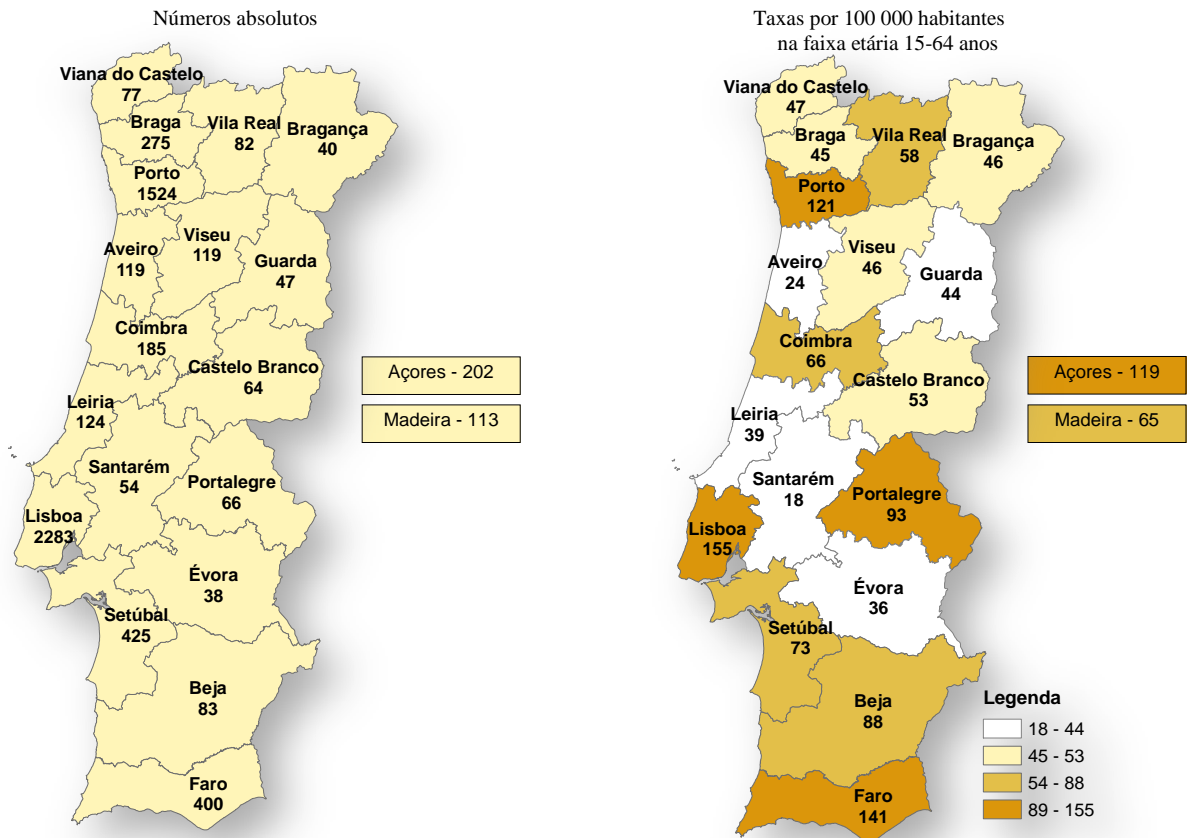 Números absolutos
Viana do Castelo
77
Braga
275
Vila Real
82
Bragança
40
Porto
1524
Aveiro
119
Viseu
119
Guarda
47
Coimbra
185
Castelo Branco
64
Leiria
124
Santarém
54
Portalegre
66
Lisboa
2283
Évora
38
Setúbal
425
Beja
83
Faro
400
Açores - 202
Madeira - 113
Taxas por 100 000 habitantes
na faixa etária 15-64 anos
Viana do Castelo
47
Braga
45
Vila Real
58
Bragança
46
Porto
121
Aveiro
24
Viseu
46
Guarda
44
Coimbra
66
Castelo Branco
53
Leiria
39
Santarém
18
Portalegre
93
Lisboa
155
Évora
36
Setúbal
73
Beja
88
Faro
141
Açores - 119
Madeira - 65
Legenda
18 - 44
45 - 53
54 - 88
89 - 155